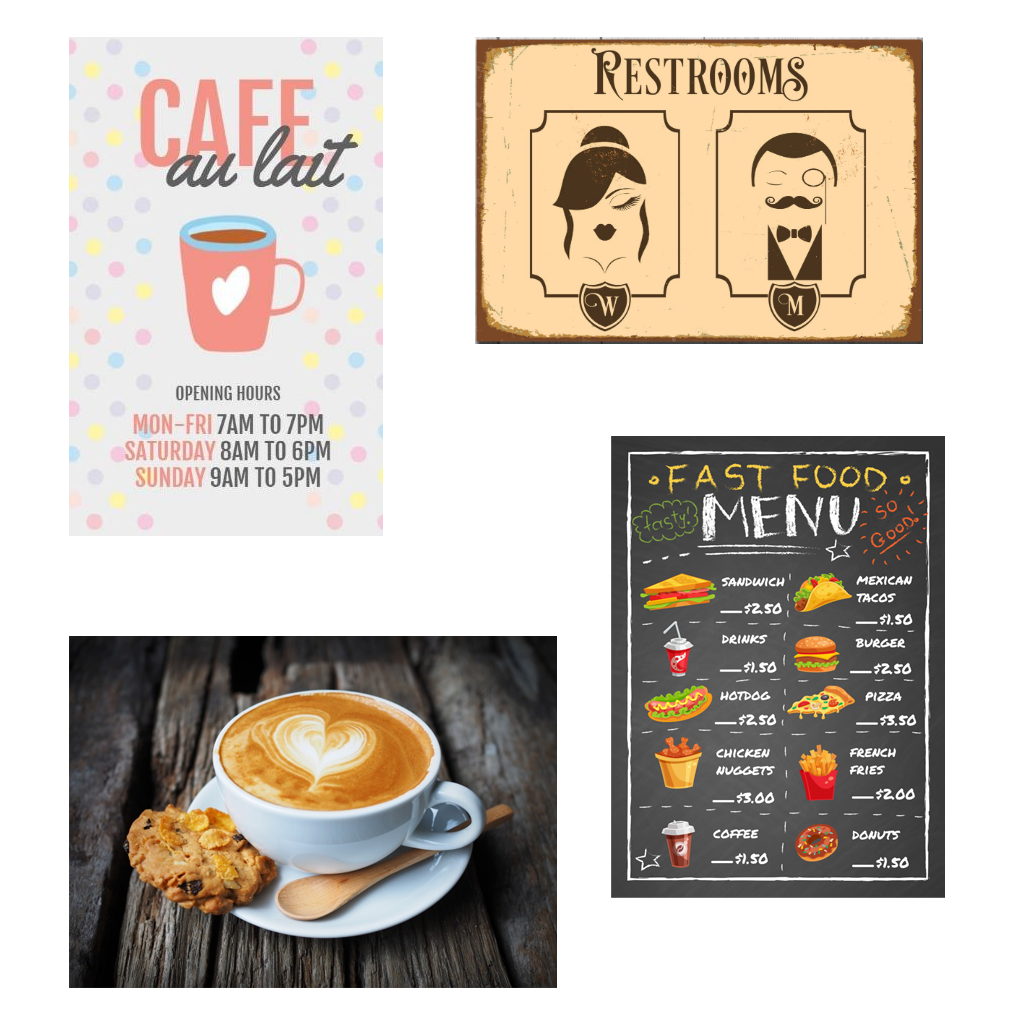 CAFE
au lait
OPENING HOURS
MON-FRI 7AM TO 7PM
SATURDAY 8AM TO 6PM
SUNDAY 9AM TO 5PM
RESTROOMS
W
M
FAST FOOD
MENU
tasty!
SO
GOOD!
SANDWICH
$2.50
MEXICAN
TACOS
$1.50
DRINKS
$1.50
BURGER
$2.50
HOTDOG
$2.50
PIZZA
$3.50
CHICKEN
NUGGETS
$3.00
FRENCH
FRIES
$2.00
COFFEE
$1.50
DONUTS
$1.50